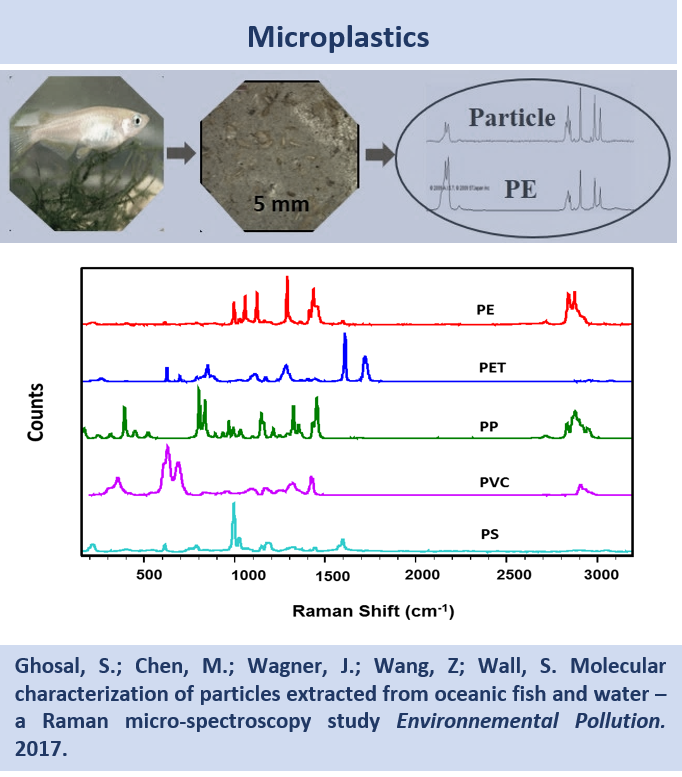 Microplastics
5 mm
Particle
PE
PE
PET
PP
PVC
PS
Counts
500 1000 1500 2000 2500 3000
Raman Shift (cm-1)
Ghosal, S.; Chen, M.; Wagner, J.; Wang, Z; Wall, S. Molecular
characterization of particles extracted from oceanic fish and water –
a Raman micro-spectroscopy study Environnemental Pollution.
2017.